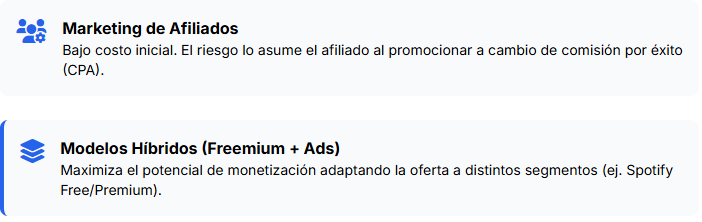 Marketing de Afiliados
Bajo costo inicial. El riesgo lo asume el afiliado al promocionar a cambio de comisión por éxito
(CPA).
Modelos Híbridos (Freemium + Ads)
Maximiza el potencial de monetización adaptando la oferta a distintos segmentos (ej. Spotify
Free/Premium).